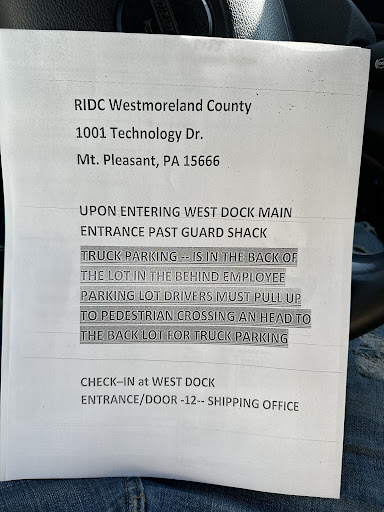 RIDC Westmoreland County
1001 Technology Dr.
Mt. Pleasant, PA 15666
UPON ENTERING WEST DOCK MAIN
ENTRANCE PAST GUARD SHACK
TRUCK PARKING -- IS IN THE BACK OF
THE LOT IN THE BEHIND EMPLOYEE
PARKING LOT DRIVERS MUST PULL UP
TO PEDESTRIAN CROSSING AN HEAD TO
THE BACK LOT FOR TRUCK PARKING
CHECK–IN at WEST DOCK
ENTRANCE/DOOR -12-- SHIPPING OFFICE